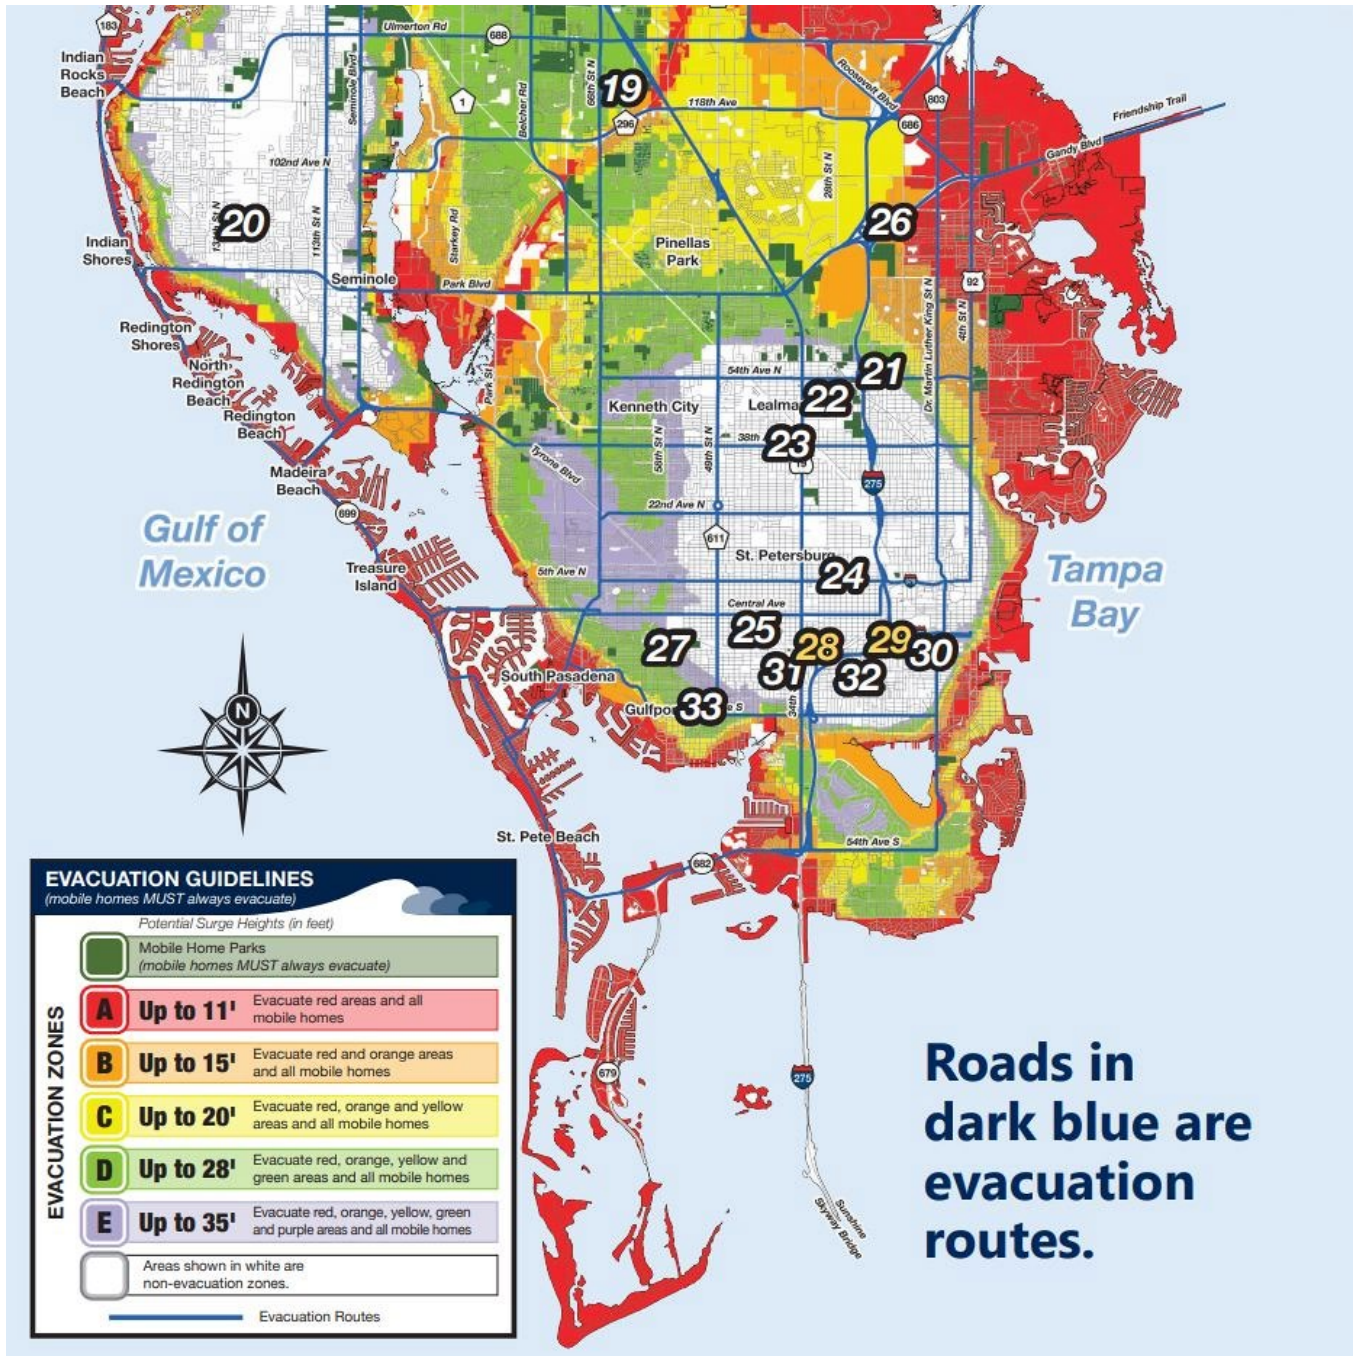 183
Ulmerton Rd
688
Indian
Rocks
Beach
Seminole Blvd
1
Belcher Rd
66th St N
19
296
118th Ave
Roosevelt Blvd
803
686
Friendship Trail
Gandy Blvd
102nd Ave N
28th St N
20
113th St N
Starkey Rd
26
Indian
Shores
Pinellas
Park
Seminole
Park Blvd
92
Dr. Martin Luther King St N
4th St N
Redington
Shores
North
Redington
Beach
Park St
54th Ave N
21
22
Kenneth City
Lealma
Redington
Beach
38th
23
19
Tyrone Blvd
58th St N
49th St N
Madeira
Beach
275
699
22nd Ave N
Gulf of
Mexico
611
St. Petersburg
Treasure
Island
5th Ave N
24
Tampa
Bay
Central Ave
25
27
28
29
30
31
32
South Pasadena
34th
Gulfpo
33
e S
N
St. Pete Beach
54th Ave S
682
EVACUATION GUIDELINES
(mobile homes MUST always evacuate)
Potential Surge Heights (in feet)
EVACUATION ZONES
Mobile Home Parks
(mobile homes MUST always evacuate)
A Up to 11' Evacuate red areas and all
mobile homes
B Up to 15' Evacuate red and orange areas
and all mobile homes
C Up to 20' Evacuate red, orange and yellow
areas and all mobile homes
D Up to 28' Evacuate red, orange, yellow and
green areas and all mobile homes
E Up to 35' Evacuate red, orange, yellow, green
and purple areas and all mobile homes
Areas shown in white are
non-evacuation zones.
Evacuation Routes
679
275
Sunshine
Skyway Bridge
Roads in
dark blue are
evacuation
routes.